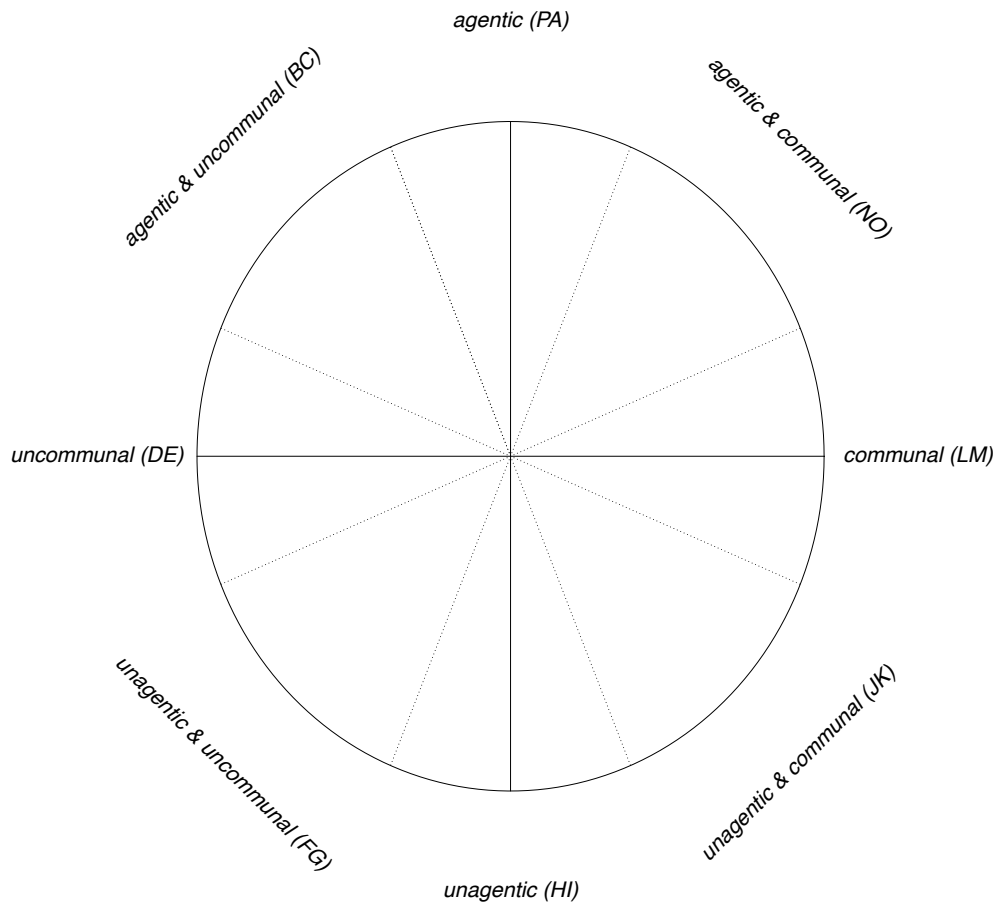 agentic (PA)
agentic & uncommunal (BC)
agentic & communal (NO)
uncommunal (DE)
communal (LM)
unagentic & uncommunal (FG)
unagentic & communal (JK)
unagentic (HI)